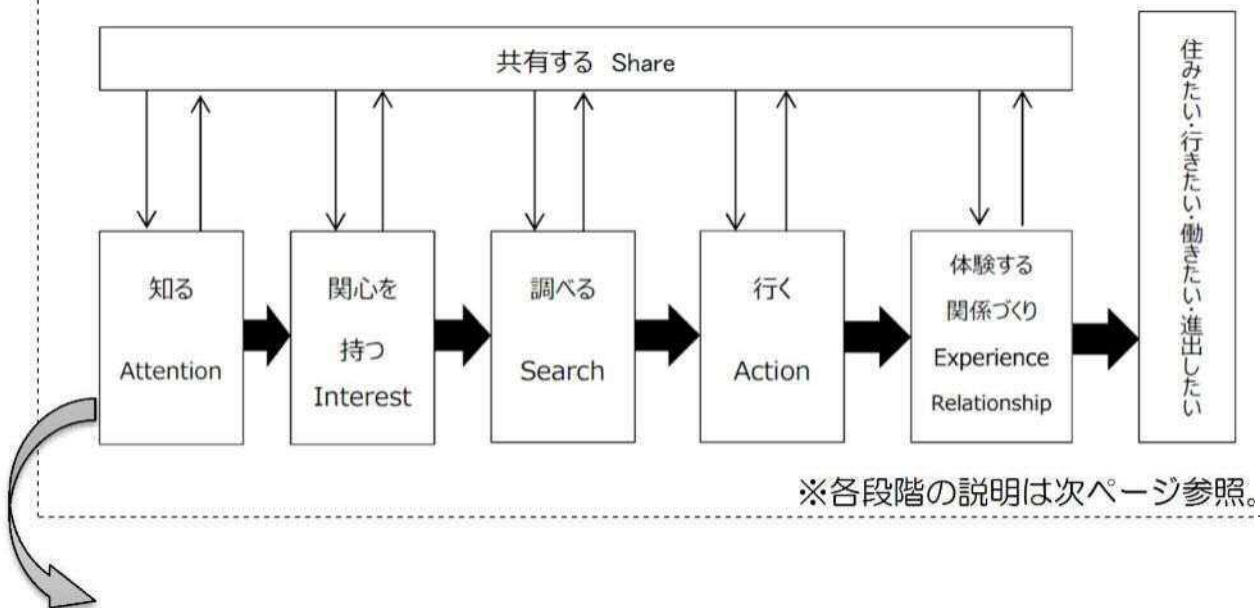 共有する Share
知る
Attention
関心を
持つ
Interest
調べる
Search
行く
Action
体験する
関係づくり
Experience
Relationship
住みたい・行きたい・働きたい・進出したい
※各段階の説明は次ページ参照。